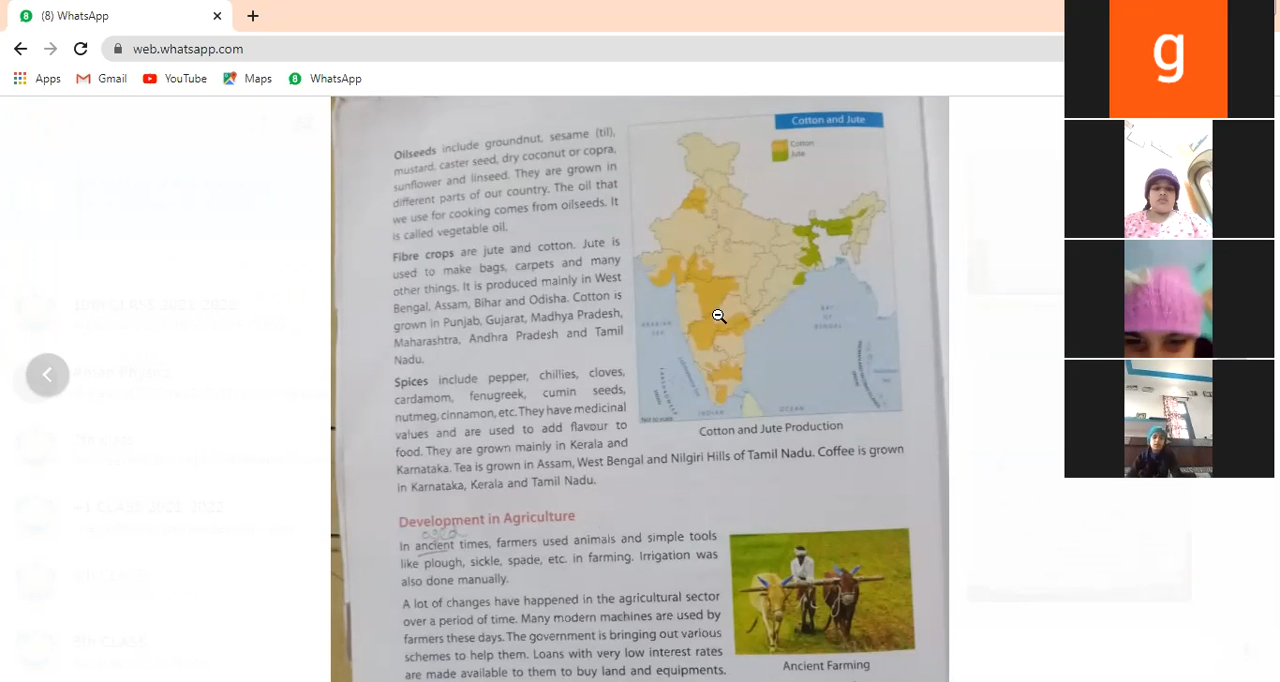 (8) WhatsApp
web.whatsapp.com
Apps
Gmail
YouTube
Maps
WhatsApp
g
Oilseeds include groundnut, sesame (til),
mustard, caster seed, dry coconut or copra,
sunflower and linseed. They are grown in
different parts of our country. The oil that
we use for cooking comes from oilseeds. It
is called vegetable oil.
Fibre crops are jute and cotton. Jute is
used to make bags, carpets and many
other things. It is produced mainly in West
Bengal, Assam, Bihar and Odisha. Cotton is
grown in Punjab, Gujarat, Madhya Pradesh,
Maharashtra, Andhra Pradesh and Tamil
Nadu.
Spices include pepper, chillies, cloves,
cardamom, fenugreek, cumin seeds,
nutmeg, cinnamon, etc. They have medicinal
values and are used to add flavour to
food. They are grown mainly in Kerala and
Karnataka. Tea is grown in Assam, West Bengal and Nilgiri Hills of Tamil Nadu. Coffee is grown
in Karnataka, Kerala and Tamil Nadu.
Cotton and Jute
Cotton
Jute
ARABIAN
SEA
BAY
OF
BENGAL
INDIAN
OCEAN
Cotton and Jute Production
Development in Agriculture
In ancient times, farmers used animals and simple tools
like plough, sickle, spade, etc. in farming. Irrigation was
also done manually.
A lot of changes have happened in the agricultural sector
over a period of time. Many modern machines are used by
farmers these days. The government is bringing out various
schemes to help them. Loans with very low interest rates
are made available to them to buy land and equipments.
Ancient Farming
10TH CLASS 2021-2022
Aman Physics
+1 CLASS 2021-2022
9TH CLASS